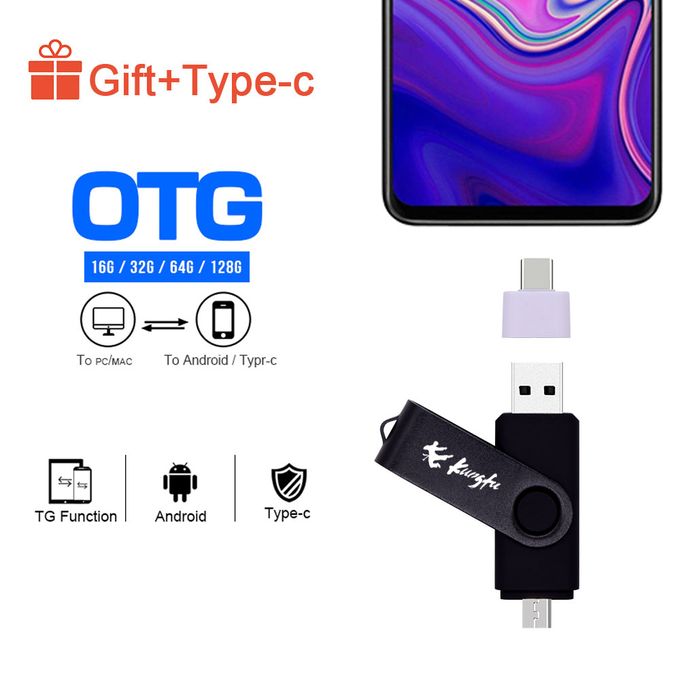 Gift+Type-c
OTG
16G / 32G / 64G / 128G
To PC/MAC
To Android / Typr-c
TG Function
Android
Type-c
Kungfu